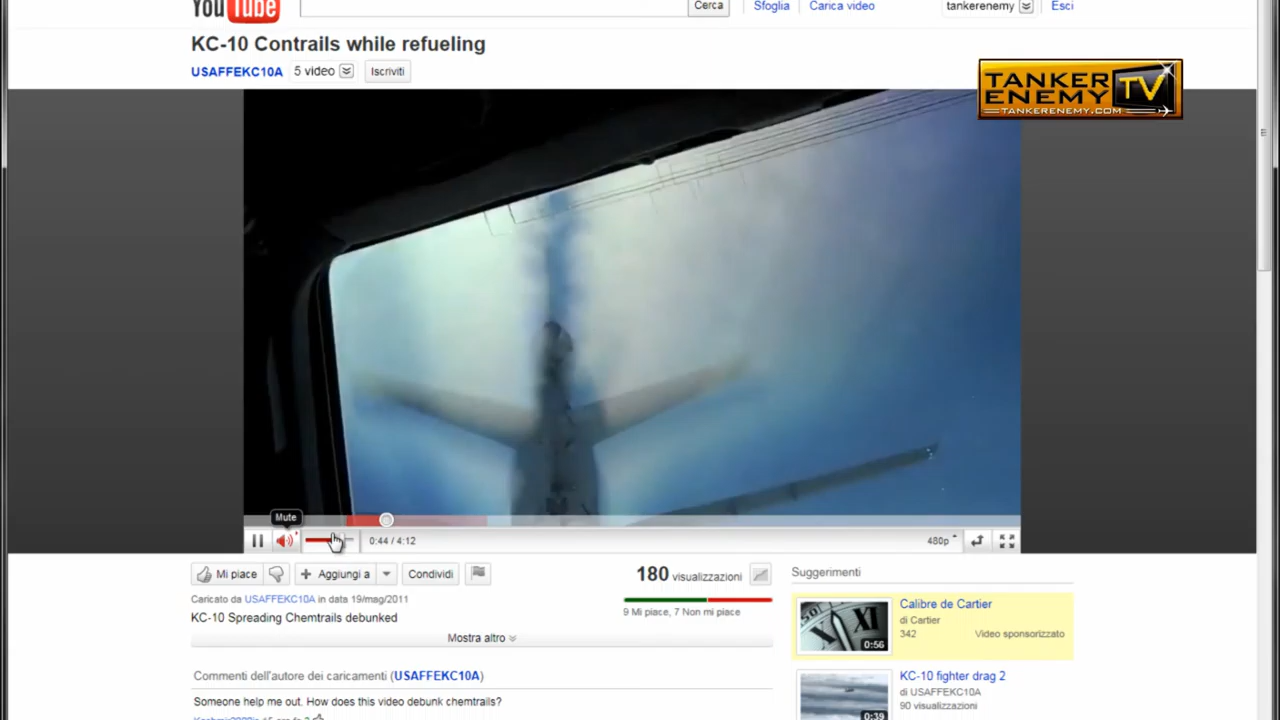 You Tube
Cerca
Sfoglia
Carica video
tankerenemy
Esci
KC-10 Contrails while refueling
USAFFEKC10A
5 video
Iscriviti
TANKER
ENEMY
TV
TANKERENEMY.COM
Mute
0:44 / 4:12
480p
Mi piace
Aggiungi a
Condividi
180 visualizzazioni
Suggerimenti
Caricato da USAFFEKC10A in data 19/mag/2011
9 Mi piace, 7 Non mi piace
KC-10 Spreading Chemtrails debunked
Mostra altro
Calibre de Cartier
di Cartier
342
Video sponsorizzato
0:56
Commenti dell'autore dei caricamenti (USAFFEKC10A)
KC-10 fighter drag 2
di USAFFEKC10A
90 visualizzazioni
0:39
Someone help me out. How does this video debunk chemtrails?